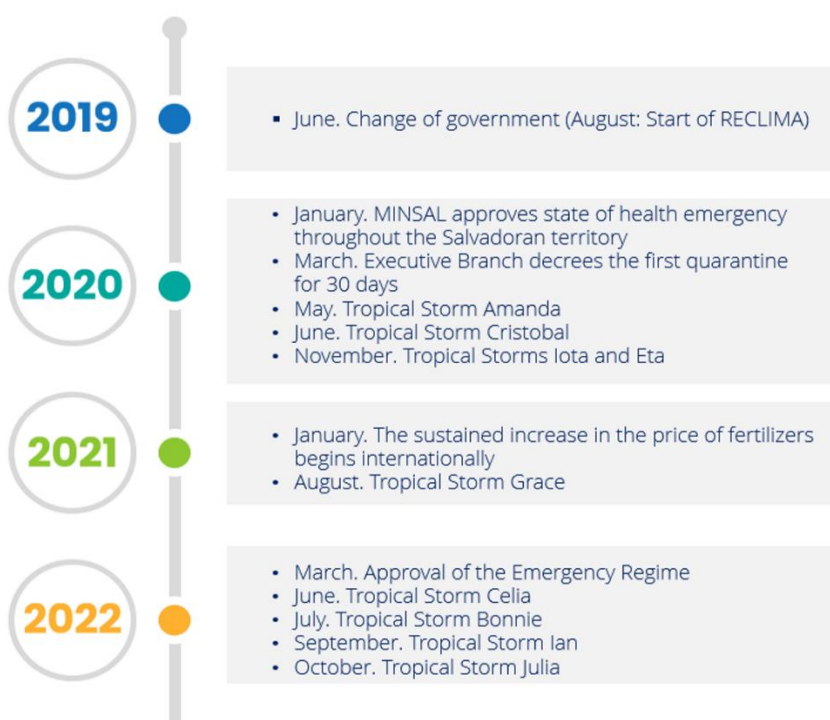 2019
▪ June. Change of government (August: Start of RECLIMA)
2020
• January. MINSAL approves state of health emergency
throughout the Salvadoran territory
• March. Executive Branch decrees the first quarantine
for 30 days
• May. Tropical Storm Amanda
• June. Tropical Storm Cristobal
• November. Tropical Storms Iota and Eta
2021
• January. The sustained increase in the price of fertilizers
begins internationally
• August. Tropical Storm Grace
2022
• March. Approval of the Emergency Regime
• June. Tropical Storm Celia
• July. Tropical Storm Bonnie
• September. Tropical Storm Ian
• October. Tropical Storm Julia